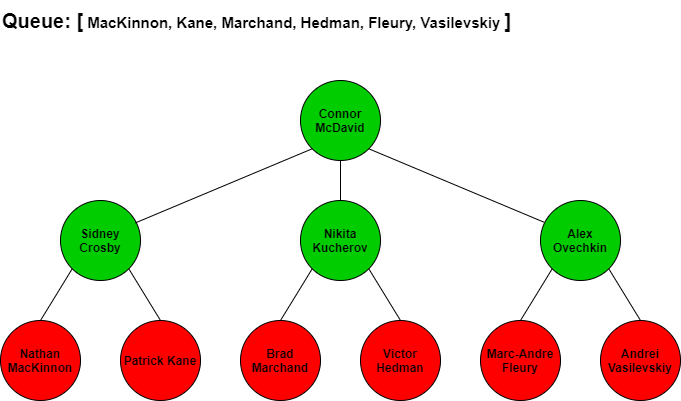 Queue: [ MacKinnon, Kane, Marchand, Hedman, Fleury, Vasilevskiy ]
Connor
McDavid
Sidney
Crosby
Nikita
Kucherov
Alex
Ovechkin
Nathan
MacKinnon
Patrick Kane
Brad
Marchand
Victor
Hedman
Marc-Andre
Fleury
Andrei
Vasilevskiy